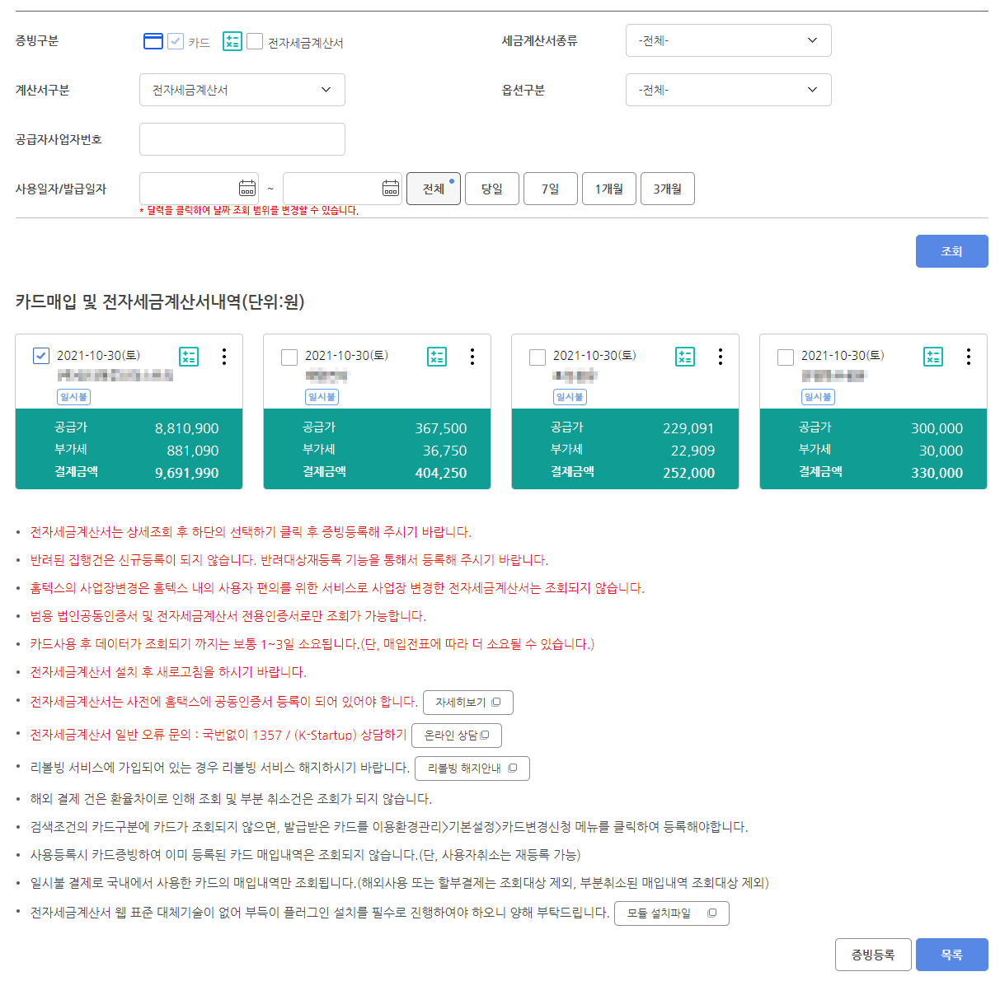 증빙구분 카드 전자세금계산서 세금계산서종류 -전체-
계산서구분 전자세금계산서 옵션구분 -전체-
공급자사업자번호
사용일자/발급일자 ~ 전체 당일 7일 1개월 3개월
* 달력을 클릭하여 날짜 조회 범위를 변경할 수 있습니다.
조회
카드매입 및 전자세금계산서내역(단위:원)
2021-10-30(토)
일시불
공급가 8,810,900
부가세 881,090
결제금액 9,691,990
2021-10-30(토)
일시불
공급가 367,500
부가세 36,750
결제금액 404,250
2021-10-30(토)
일시불
공급가 229,091
부가세 22,909
결제금액 252,000
2021-10-30(토)
일시불
공급가 300,000
부가세 30,000
결제금액 330,000
• 전자세금계산서는 상세조회 후 하단의 선택하기 클릭 후 증빙등록해 주시기 바랍니다.
• 반려된 집행건은 신규등록이 되지 않습니다. 반려대상재등록 기능을 통해서 등록해 주시기 바랍니다.
• 홈텍스의 사업장변경은 홈텍스 내의 사용자 편의를 위한 서비스로 사업장 변경한 전자세금계산서는 조회되지 않습니다.
• 범용 법인공동인증서 및 전자세금계산서 전용인증서로만 조회가 가능합니다.
• 카드사용 후 데이터가 조회되기 까지는 보통 1~3일 소요됩니다.(단, 매입전표에 따라 더 소요될 수 있습니다.)
• 전자세금계산서 설치 후 새로고침을 하시기 바랍니다.
• 전자세금계산서는 사전에 홈택스에 공동인증서 등록이 되어 있어야 합니다. 자세히보기
• 전자세금계산서 일반 오류 문의 : 국번없이 1357 / (K-Startup) 상담하기 온라인 상담
• 리볼빙 서비스에 가입되어 있는 경우 리볼빙 서비스 해지하시기 바랍니다. 리볼빙 해지안내
• 해외 결제 건은 환율차이로 인해 조회 및 부분 취소건은 조회가 되지 않습니다.
• 검색조건의 카드구분에 카드가 조회되지 않으면, 발급받은 카드를 이용환경관리>기본설정>카드변경신청 메뉴를 클릭하여 등록해야합니다.
• 사용등록시 카드증빙하여 이미 등록된 카드 매입내역은 조회되지 않습니다.(단, 사용자취소는 재등록 가능)
• 일시불 결제로 국내에서 사용한 카드의 매입내역만 조회됩니다.(해외사용 또는 할부결제는 조회대상 제외, 부분취소된 매입내역 조회대상 제외)
• 전자세금계산서 웹 표준 대체기술이 없어 부득이 플러그인 설치를 필수로 진행하여야 하오니 양해 부탁드립니다. 모듈 설치파일
증빙등록 목록